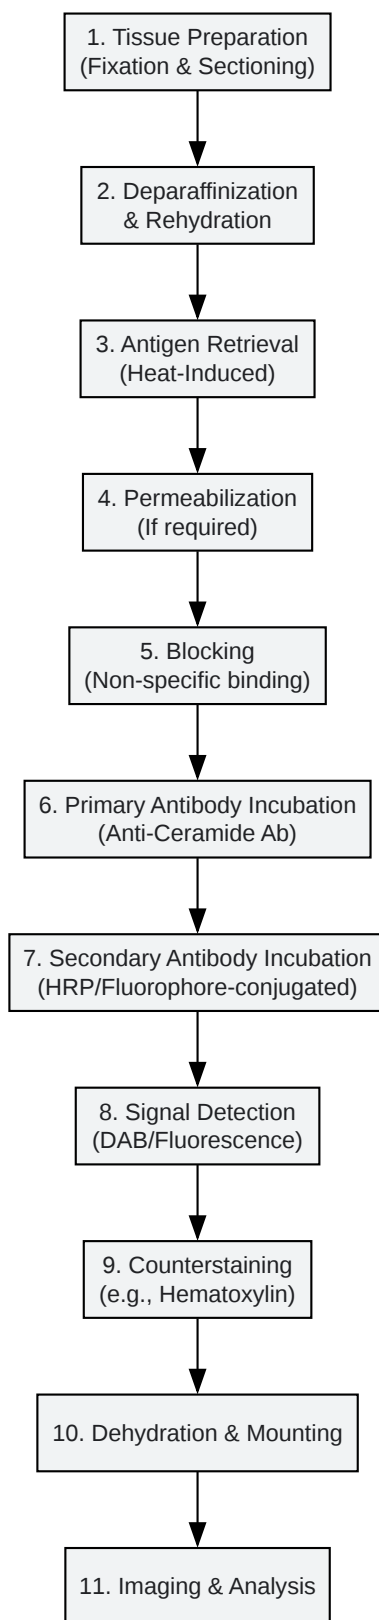 1. Tissue Preparation
(Fixation & Sectioning)
2. Deparaffinization
& Rehydration
3. Antigen Retrieval
(Heat-Induced)
4. Permeabilization
(If required)
5. Blocking
(Non-specific binding)
6. Primary Antibody Incubation
(Anti-Ceramide Ab)
7. Secondary Antibody Incubation
(HRP/Fluorophore-conjugated)
8. Signal Detection
(DAB/Fluorescence)
9. Counterstaining
(e.g., Hematoxylin)
10. Dehydration & Mounting
11. Imaging & Analysis